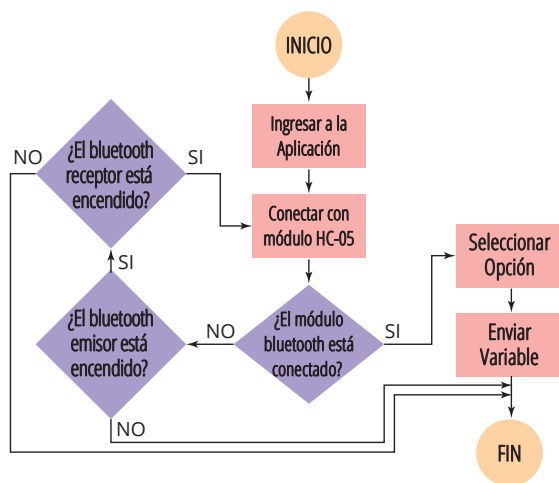 INICIO
Ingresar a la
Aplicación
Conectar con
módulo HC-05
¿El módulo
bluetooth está
conectado?
SI
Seleccionar
Opción
Enviar
Variable
FIN
NO
¿El bluetooth
emisor está
encendido?
NO
SI
¿El bluetooth
receptor está
encendido?
SI
NO